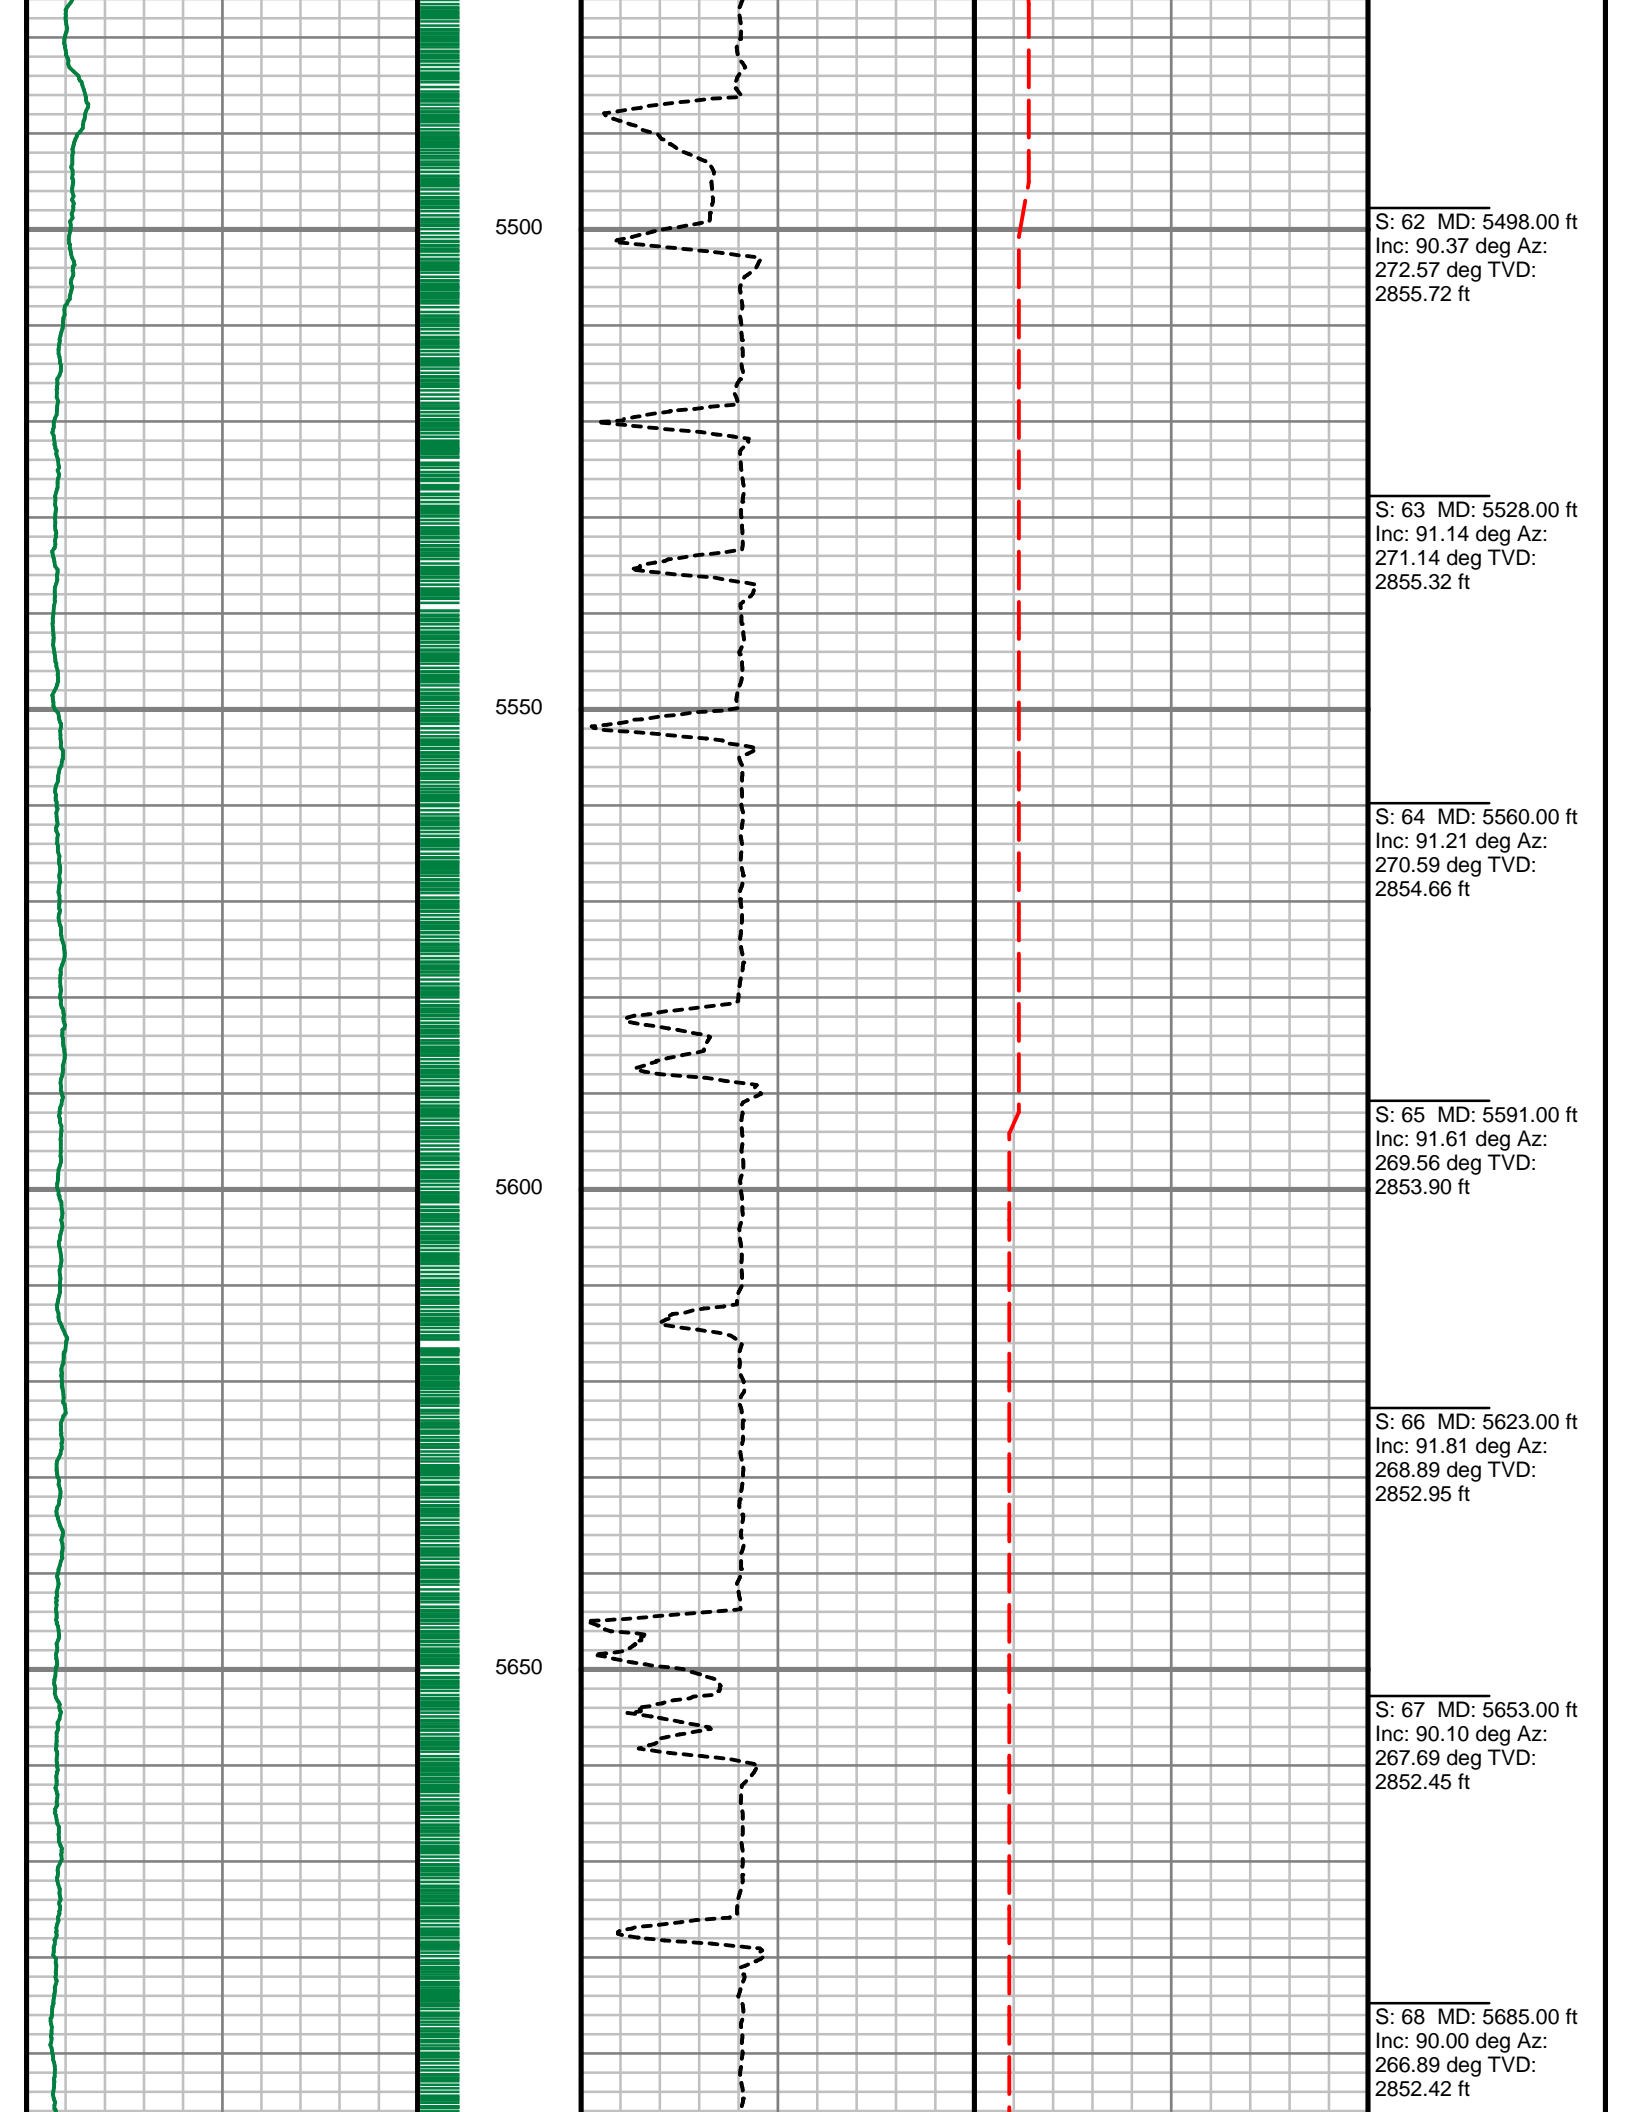 5500
S: 62 MD: 5498.00 ft
Inc: 90.37 deg Az:
272.57 deg TVD:
2855.72 ft
S: 63 MD: 5528.00 ft
Inc: 91.14 deg Az:
271.14 deg TVD:
2855.32 ft
5550
S: 64 MD: 5560.00 ft
Inc: 91.21 deg Az:
270.59 deg TVD:
2854.66 ft
S: 65 MD: 5591.00 ft
Inc: 91.61 deg Az:
269.56 deg TVD:
2853.90 ft
5600
S: 66 MD: 5623.00 ft
Inc: 91.81 deg Az:
268.89 deg TVD:
2852.95 ft
5650
S: 67 MD: 5653.00 ft
Inc: 90.10 deg Az:
267.69 deg TVD:
2852.45 ft
S: 68 MD: 5685.00 ft
Inc: 90.00 deg Az:
266.89 deg TVD:
2852.42 ft